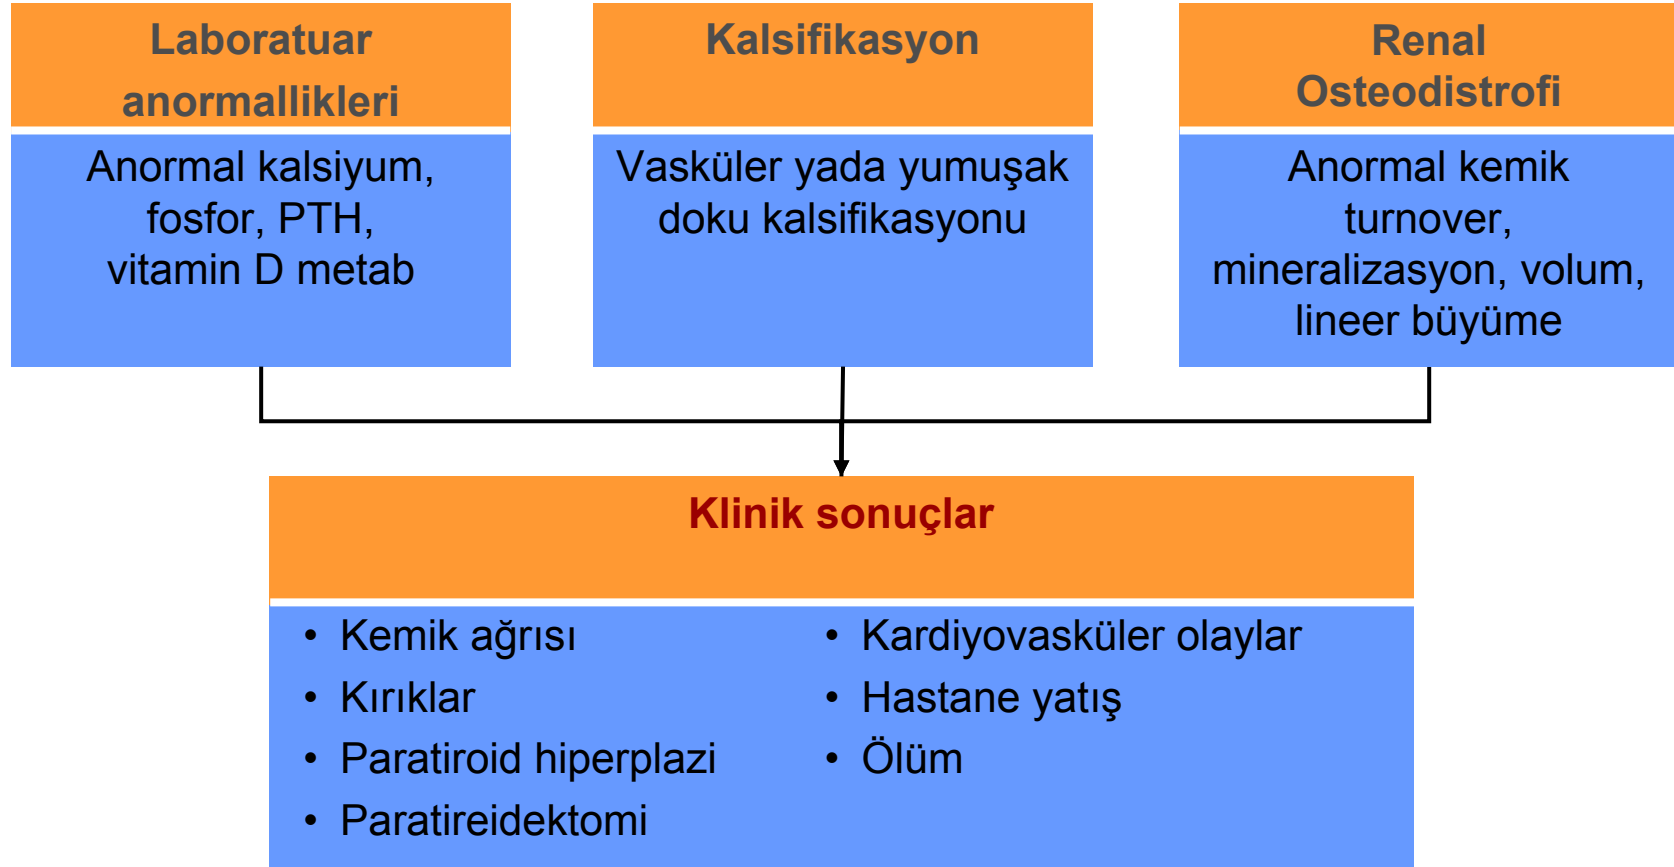 Laboratuar
anormallikleri
Anormal kalsiyum,
fosfor, PTH,
vitamin D metab
Kalsifikasyon
Vasküler yada yumuşak
doku kalsifikasyonu
Renal
Osteodistrofi
Anormal kemik
turnover,
mineralizasyon, volum,
lineer büyüme
Klinik sonuçlar
• Kemik ağrısı
• Kırıklar
• Paratiroid hiperplazi
• Paratireidektomi
• Kardiyovasküler olaylar
• Hastane yatış
• Ölüm